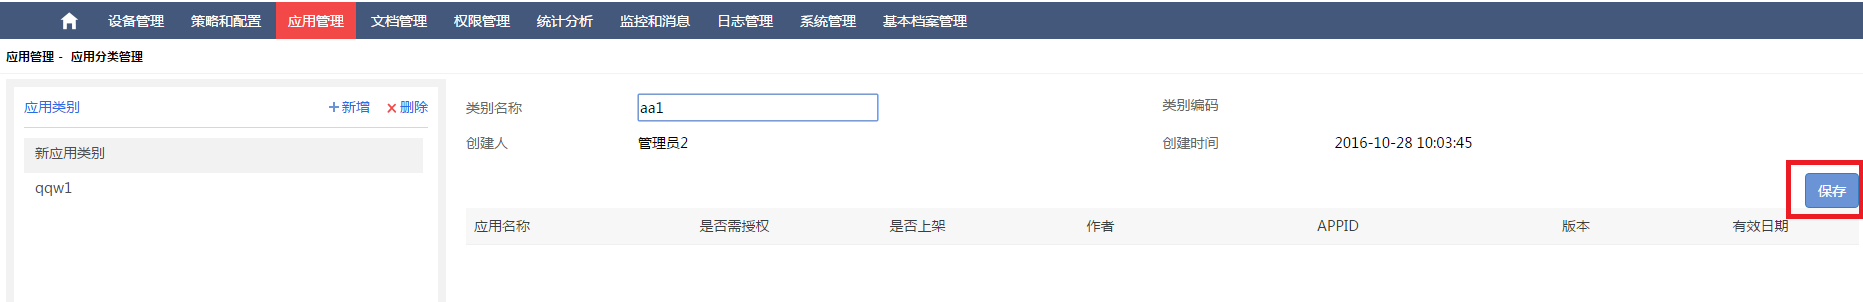 设备管理 策略和配置 应用管理 文档管理 权限管理 统计分析 监控和消息 日志管理 系统管理 基本档案管理
应用管理 - 应用分类管理
应用类别 +新增 ×删除
新应用类别
qqw1
类别名称 aa1 类别编码
创建人 管理员2 创建时间 2016-10-28 10:03:45
保存
应用名称 是否需授权 是否上架 作者 APPID 版本 有效日期